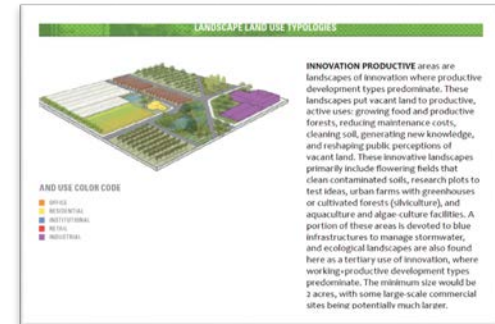 LANDSCAPE LAND USE TYPOLOGIES
INNOVATION PRODUCTIVE areas are
landscapes of innovation where productive
development types predominate. These
landscapes put vacant land to productive,
active uses: growing food and productive
forests, reducing maintenance costs,
cleaning soil, generating new knowledge,
and reshaping public perceptions of
vacant land. These innovative landscapes
primarily include flowering fields that
clean contaminated soils, research plots to
test ideas, urban farms with greenhouses
or cultivated forests (silviculture), and
aquaculture and algae-culture facilities. A
portion of these areas is devoted to blue
infrastructures to manage stormwater,
and ecological landscapes are also found
here as a tertiary use of innovation, where
working+productive development types
predominate. The minimum size would be
2 acres, with some large-scale commercial
sites being potentially much larger.
AND USE COLOR CODE
OFFICE
RESIDENTIAL
INSTITUTIONAL
RETAIL
INDUSTRIAL